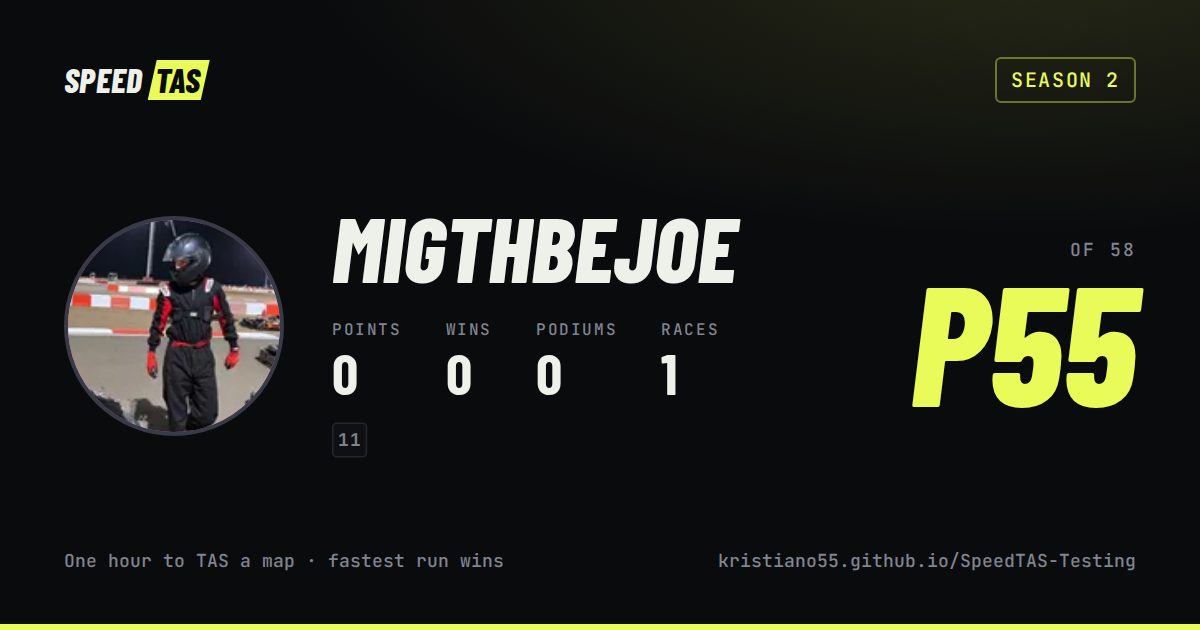 SPEED TAS
SEASON 2
MIGTHBEJOE
OF 58
P55
POINTS WINS PODIUMS RACES
0 0 0 1
11
One hour to TAS a map · fastest run wins
kristiano55.github.io/SpeedTAS-Testing